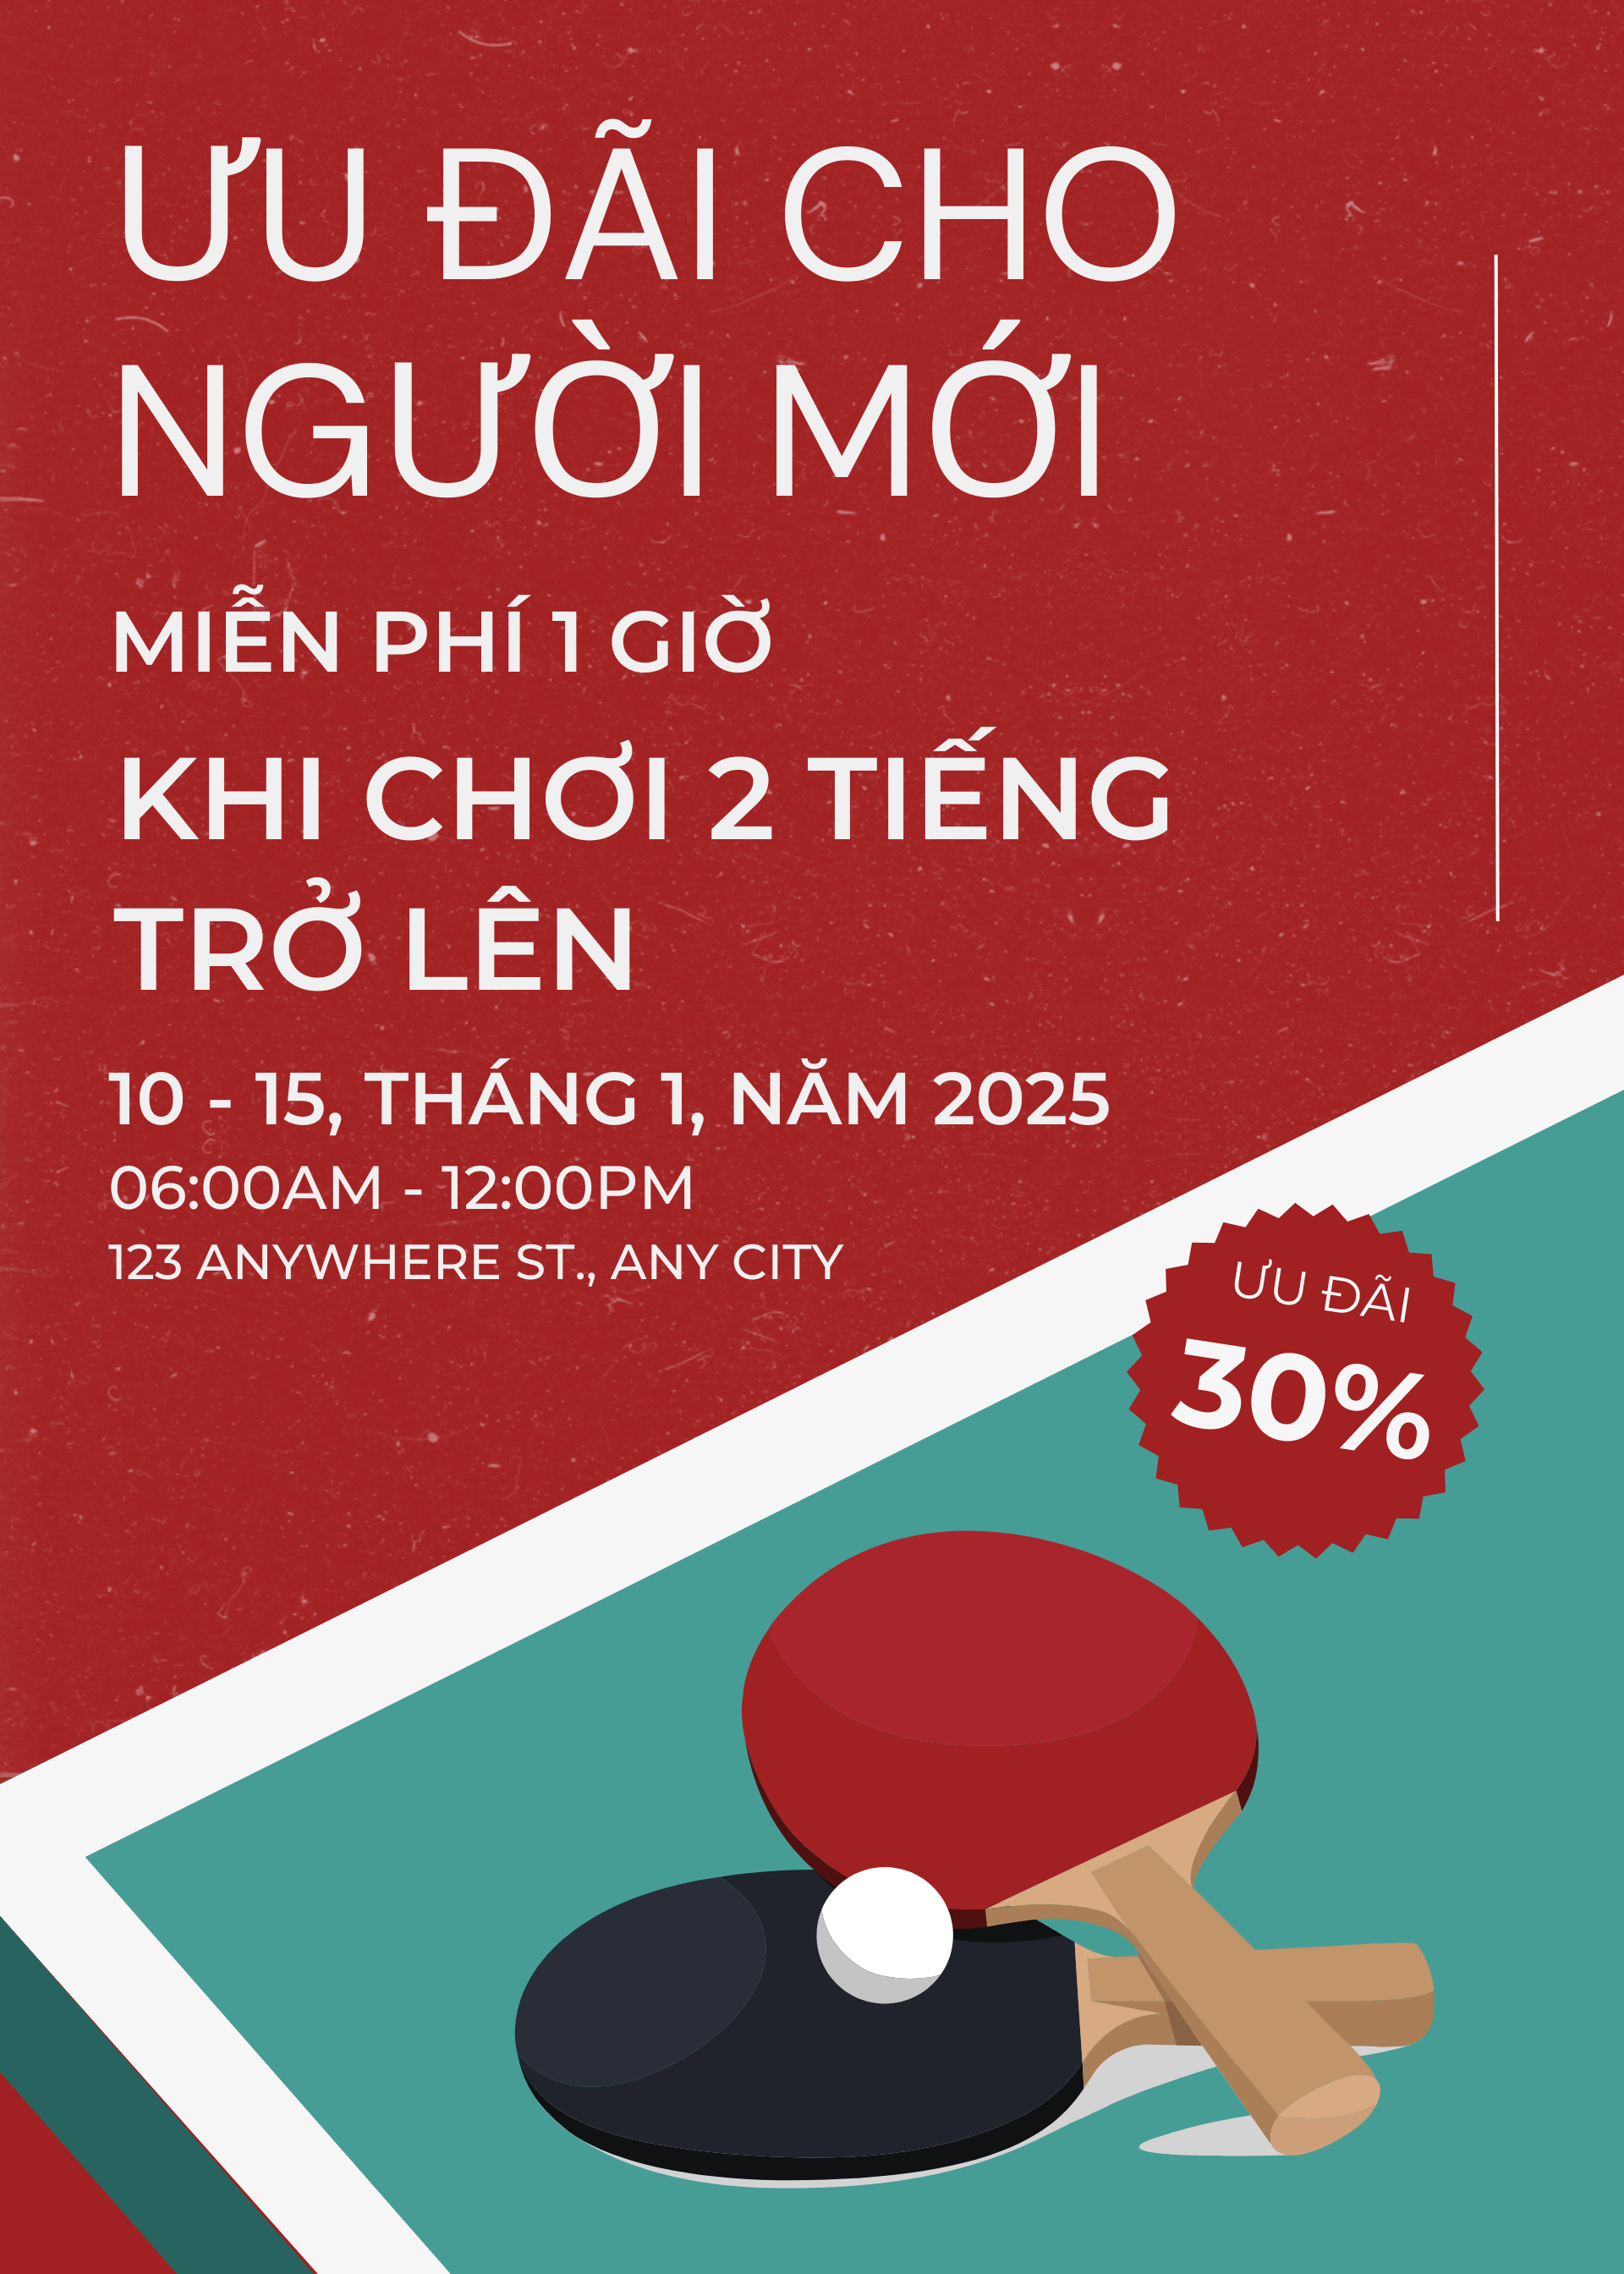 ƯU ĐÃI CHO
NGƯỜI MỚI
MIỄN PHÍ 1 GIỜ
KHI CHƠI 2 TIẾNG
TRỞ LÊN
10 - 15, THÁNG 1, NĂM 2025
06:00AM - 12:00PM
123 ANYWHERE ST., ANY CITY
ƯU ĐÃI
30%